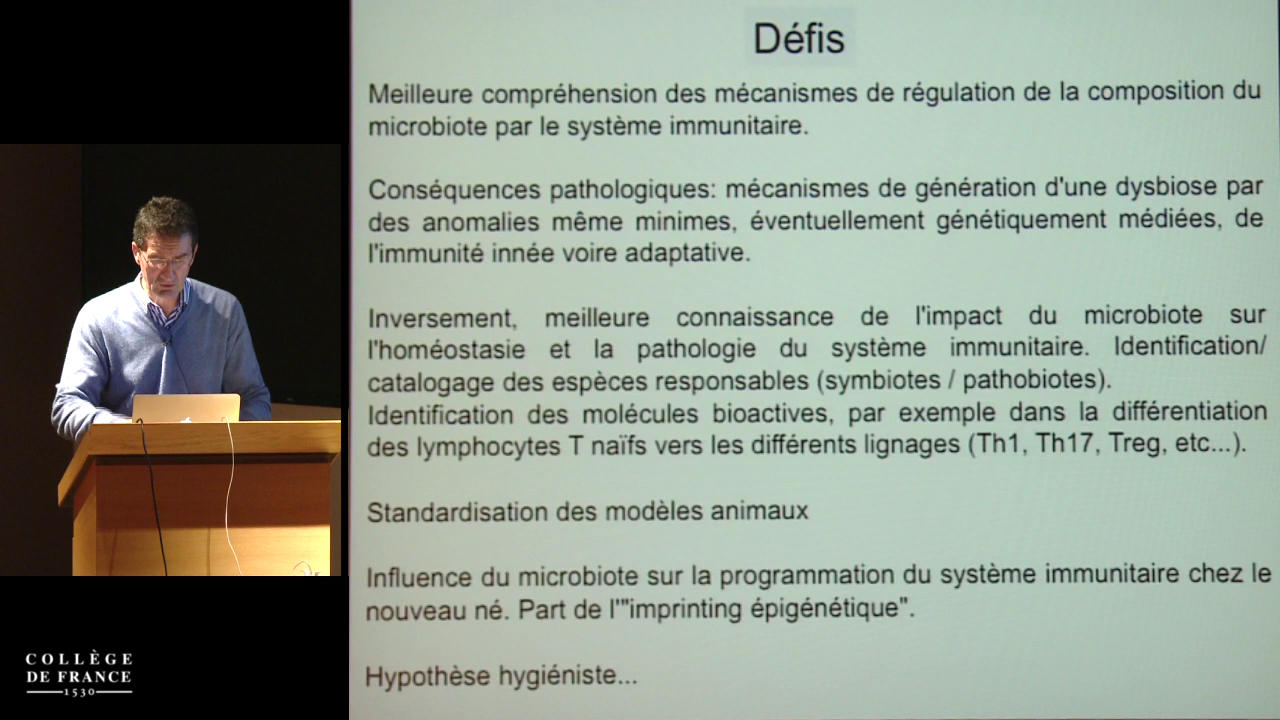 Défis
Meilleure compréhension des mécanismes de régulation de la composition du
microbiote par le système immunitaire.
Conséquences pathologiques: mécanismes de génération d'une dysbiose par
des anomalies même minimes, éventuellement génétiquement médiées, de
l'immunité innée voire adaptative.
Inversement, meilleure connaissance de l'impact du microbiote sur
l'homéostasie et la pathologie du système immunitaire. Identification/
catalogage des espèces responsables (symbiotes / pathobiotes).
Identification des molécules bioactives, par exemple dans la différentiation
des lymphocytes T naïfs vers les différents lignages (Th1, Th17, Treg, etc...).
Standardisation des modèles animaux
Influence du microbiote sur la programmation du système immunitaire chez le
nouveau né. Part de l'"imprinting épigénétique".
Hypothèse hygiéniste...
COLLÈGE
DE FRANCE
1530